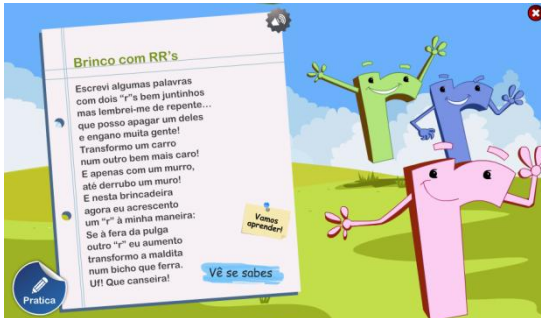 Brinco com RR's
Escrevi algumas palavras
com dois "r"s bem juntinhos
mas lembrei-me de repente...
que posso apagar um deles
e engano muita gente!
Transformo um carro
num outro bem mais caro!
E apenas com um murro,
até derrubo um muro!
E nesta brincadeira
agora eu acrescento
um "r" à minha maneira:
Se à fera da pulga
outro "r" eu aumento
transformo a maldita
num bicho que ferra.
Uf! Que canseira!
Vamos
aprender!
Vê se sabes
Pratica